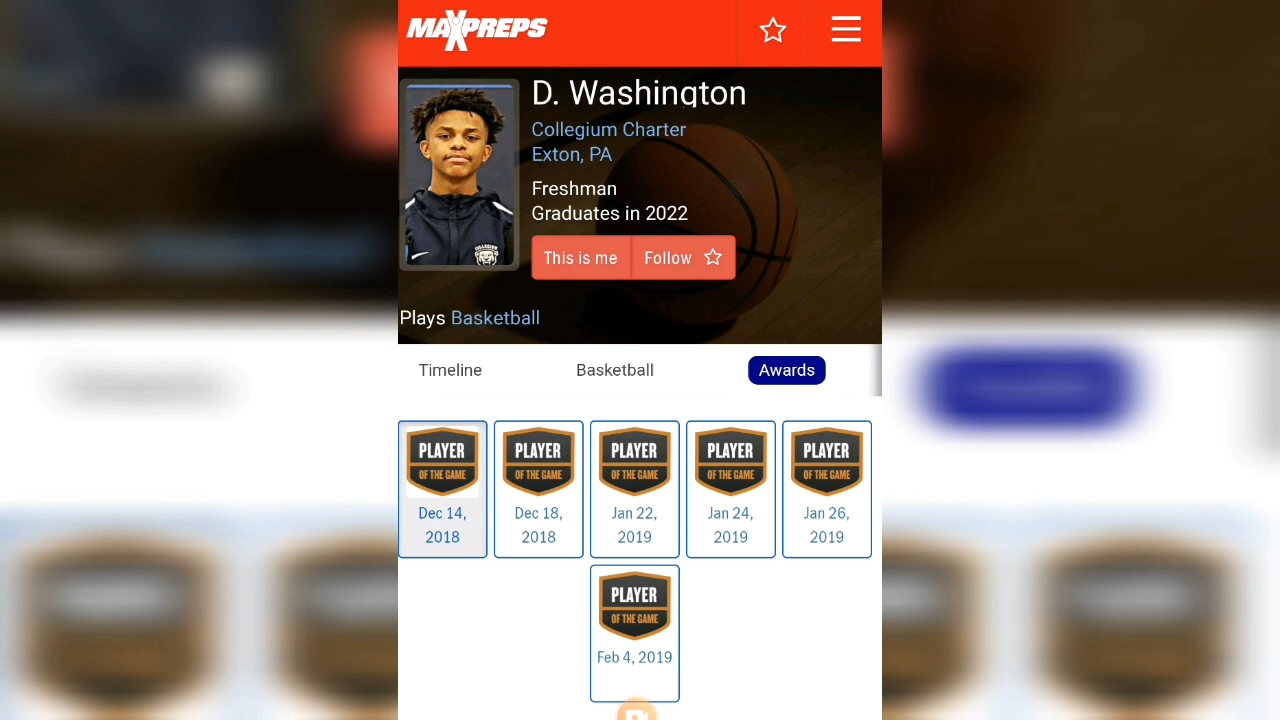 MAXPREPS
D. Washington
Collegium Charter
Exton, PA
Freshman
Graduates in 2022
This is me
Follow
COLLEGIUM
Plays Basketball
Timeline
Basketball
Awards
PLAYER
OF THE GAME
Dec 14,
2018
PLAYER
OF THE GAME
Dec 18,
2018
PLAYER
OF THE GAME
Jan 22,
2019
PLAYER
OF THE GAME
Jan 24,
2019
PLAYER
OF THE GAME
Jan 26,
2019
PLAYER
OF THE GAME
Feb 4, 2019